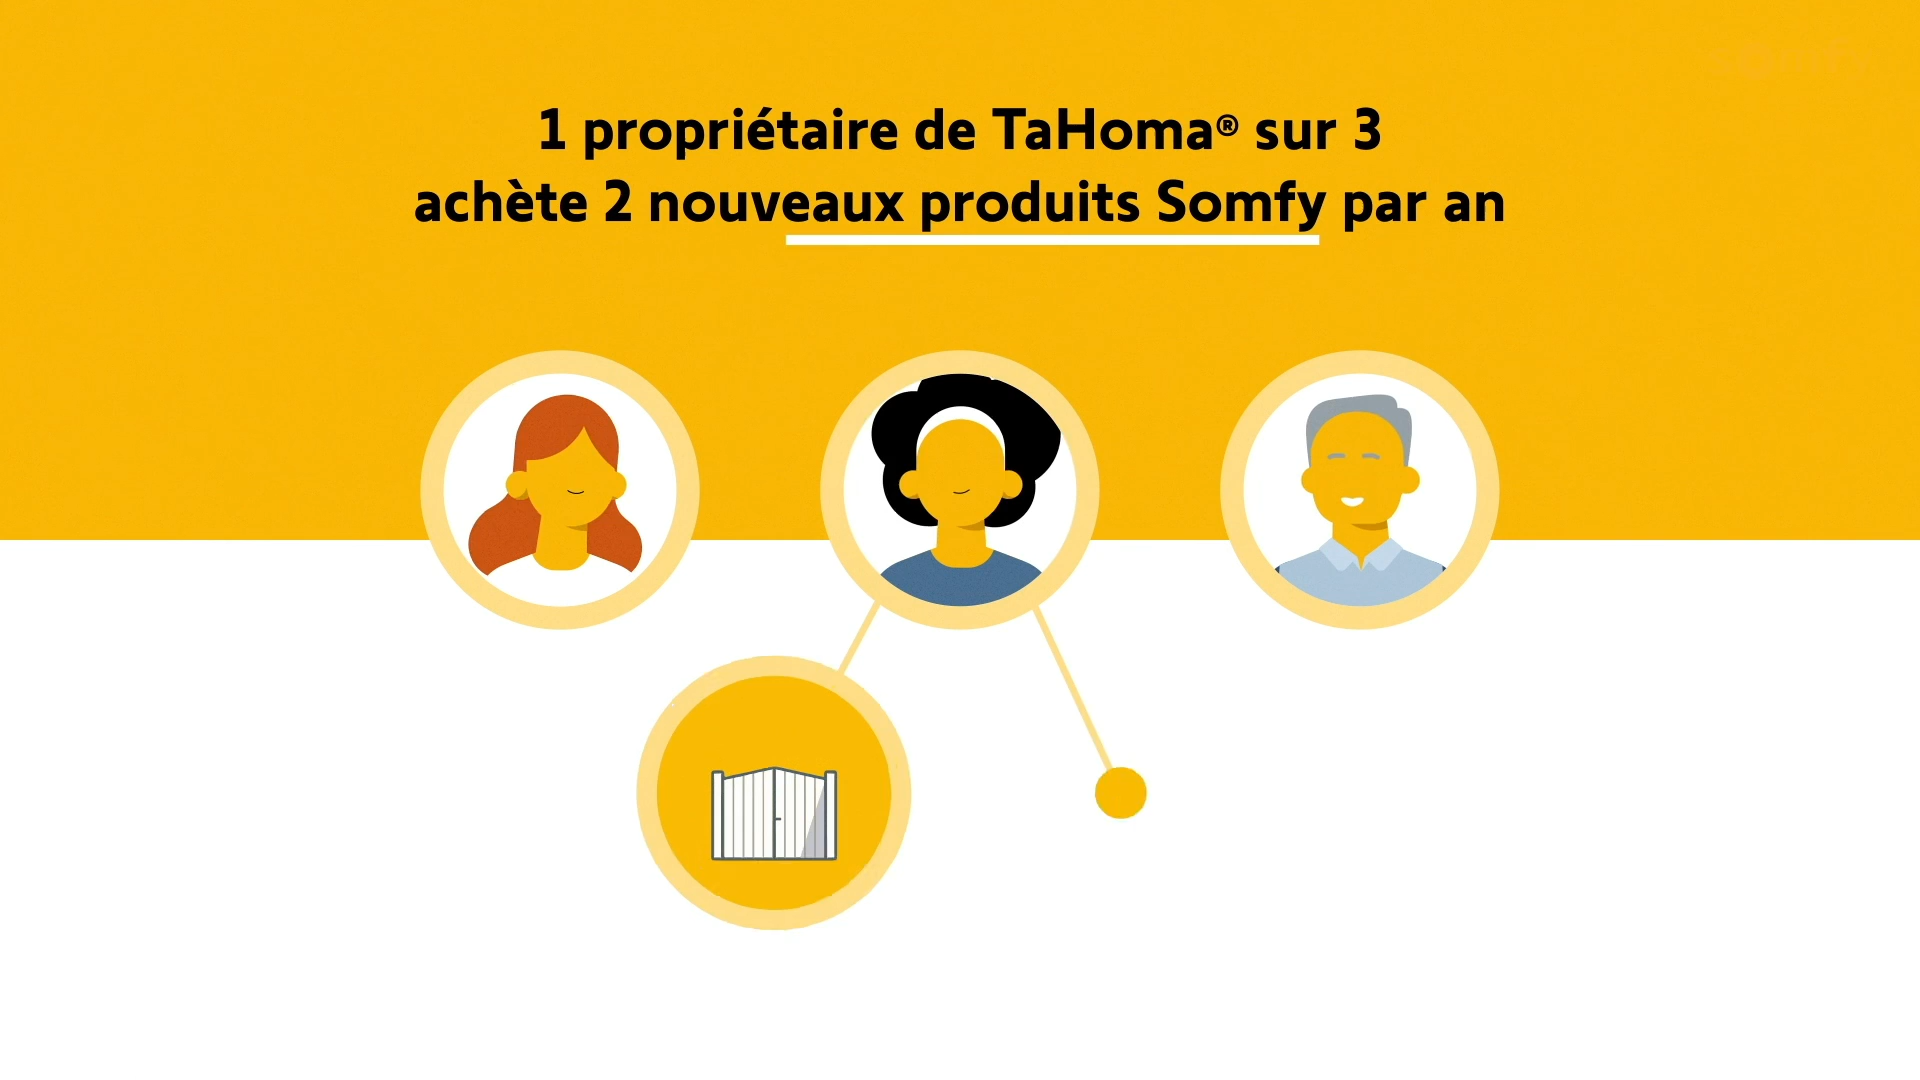 1 propriétaire de TaHoma® sur 3
achète 2 nouveaux produits Somfy par an